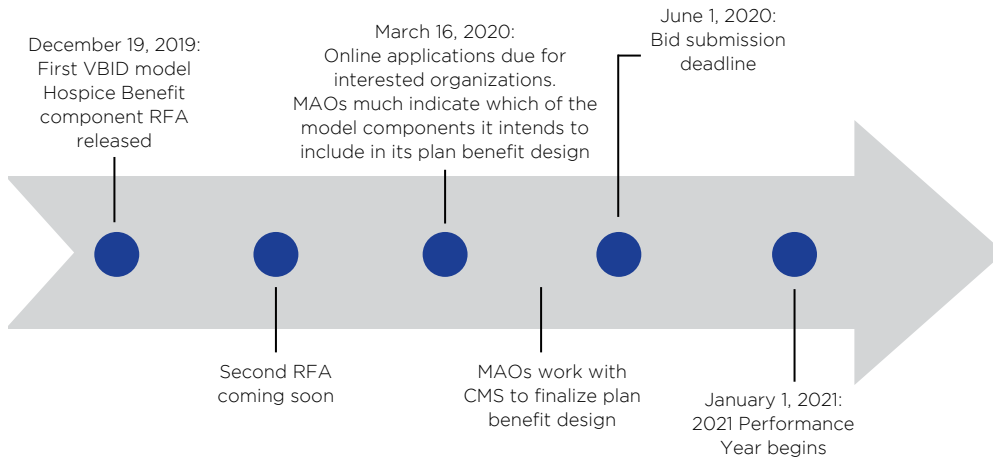 December 19, 2019:
First VBID model
Hospice Benefit
component RFA
released
Second RFA
coming soon
March 16, 2020:
Online applications due for
interested organizations.
MAOs much indicate which of the
model components it intends to
include in its plan benefit design
MAOs work with
CMS to finalize plan
benefit design
June 1, 2020:
Bid submission
deadline
January 1, 2021:
2021 Performance
Year begins